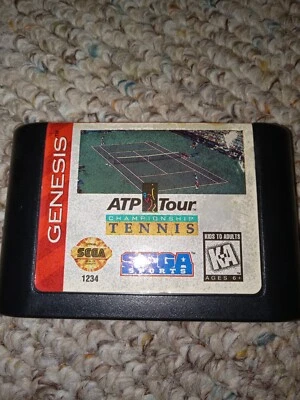 GENESIS
ATP TOUR
CHAMPIONSHIP
TENNIS
SEGA
1234
SEGA
SPORTS
KIDS TO ADULTS
K-A
AGES 6+